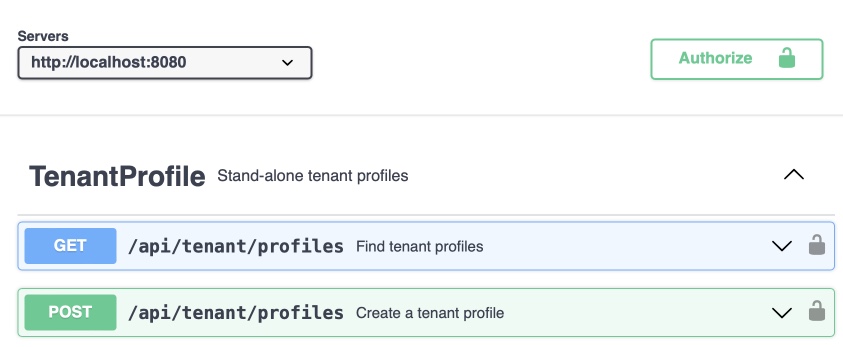 Servers
http://localhost:8080
Authorize
TenantProfile Stand-alone tenant profiles
GET /api/tenant/profiles Find tenant profiles
POST /api/tenant/profiles Create a tenant profile